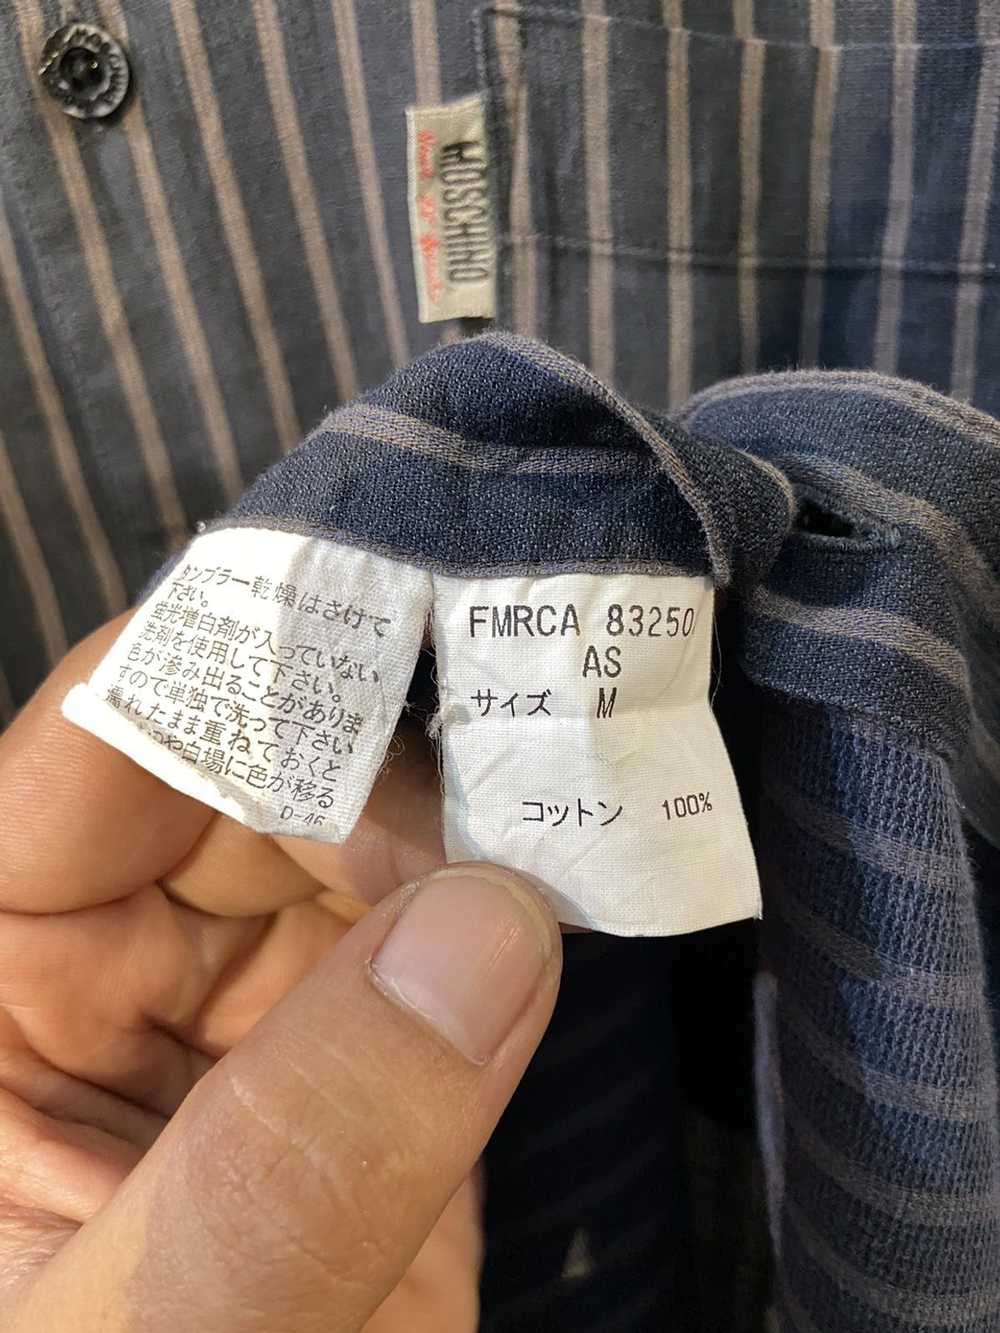 MOSCHINO
MOSCHINO
タンブラー乾燥はさけて
下さい。
蛍光増白剤が入っていない
洗剤を使用して下さい。
色が滲み出ることがありま
すので単独で洗って下さい
濡れたまま重ねておくと
や白場に色が移る
D-46
FMRCA 83250
AS
サイズ M
コットン 100%